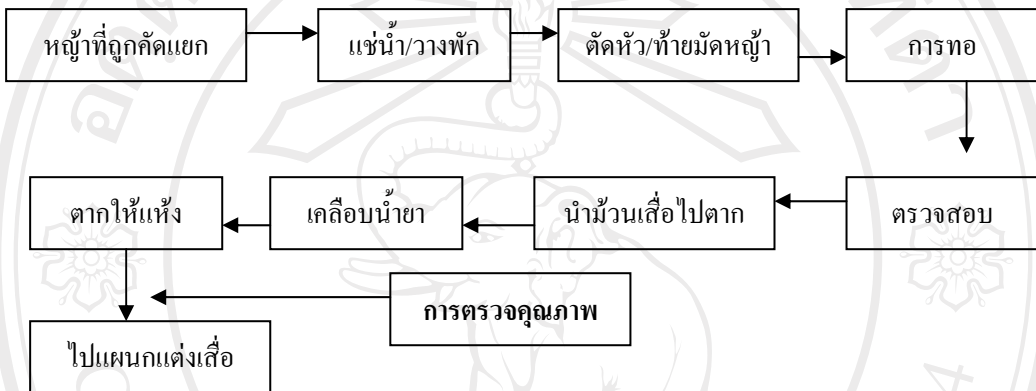 หญ้าที่ถูกคัดแยก
แช่น้ำ/วางพัก
ตัดหัว/ท้ายมัดหญ้า
การทอ
ตรวจสอบ
นำม้วนเสื่อไปตาก
เคลือบน้ำยา
ตากให้แห้ง
การตรวจคุณภาพ
ไปแผนกแต่งเสื่อ